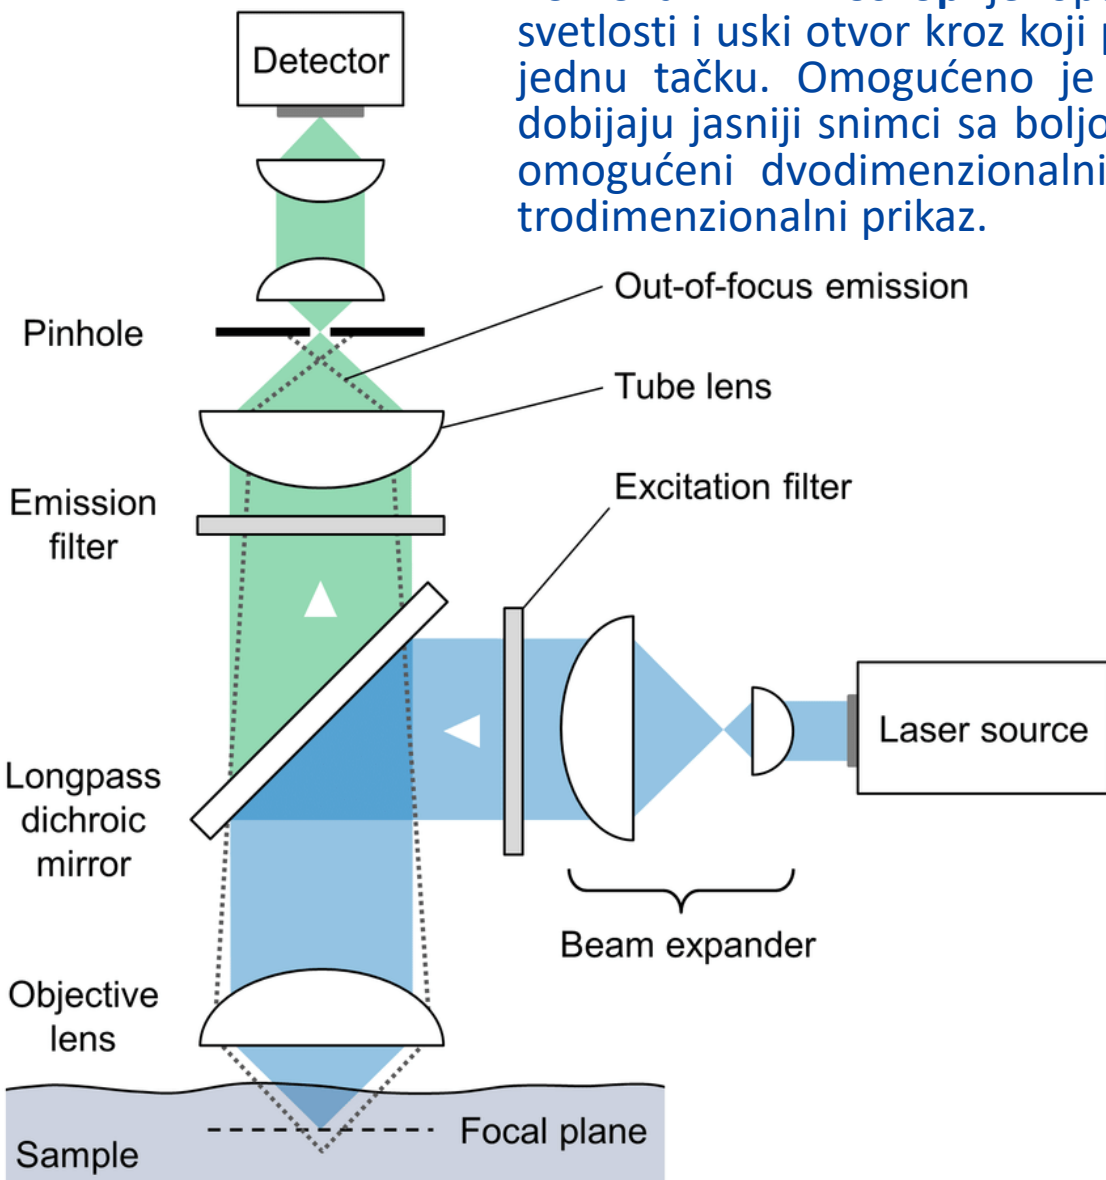 svetlosti i uski otvor kroz koji
jednu tačku. Omogućeno je
dobijaju jasniji snimci sa
omogućeni dvodimenzionalni
trodimenzionalni prikaz.
Detector
Out-of-focus emission
Pinhole
Tube lens
Excitation filter
Emission
filter
Laser source
Longpass
dichroic
mirror
Beam expander
Objective
lens
Focal plane
Sample